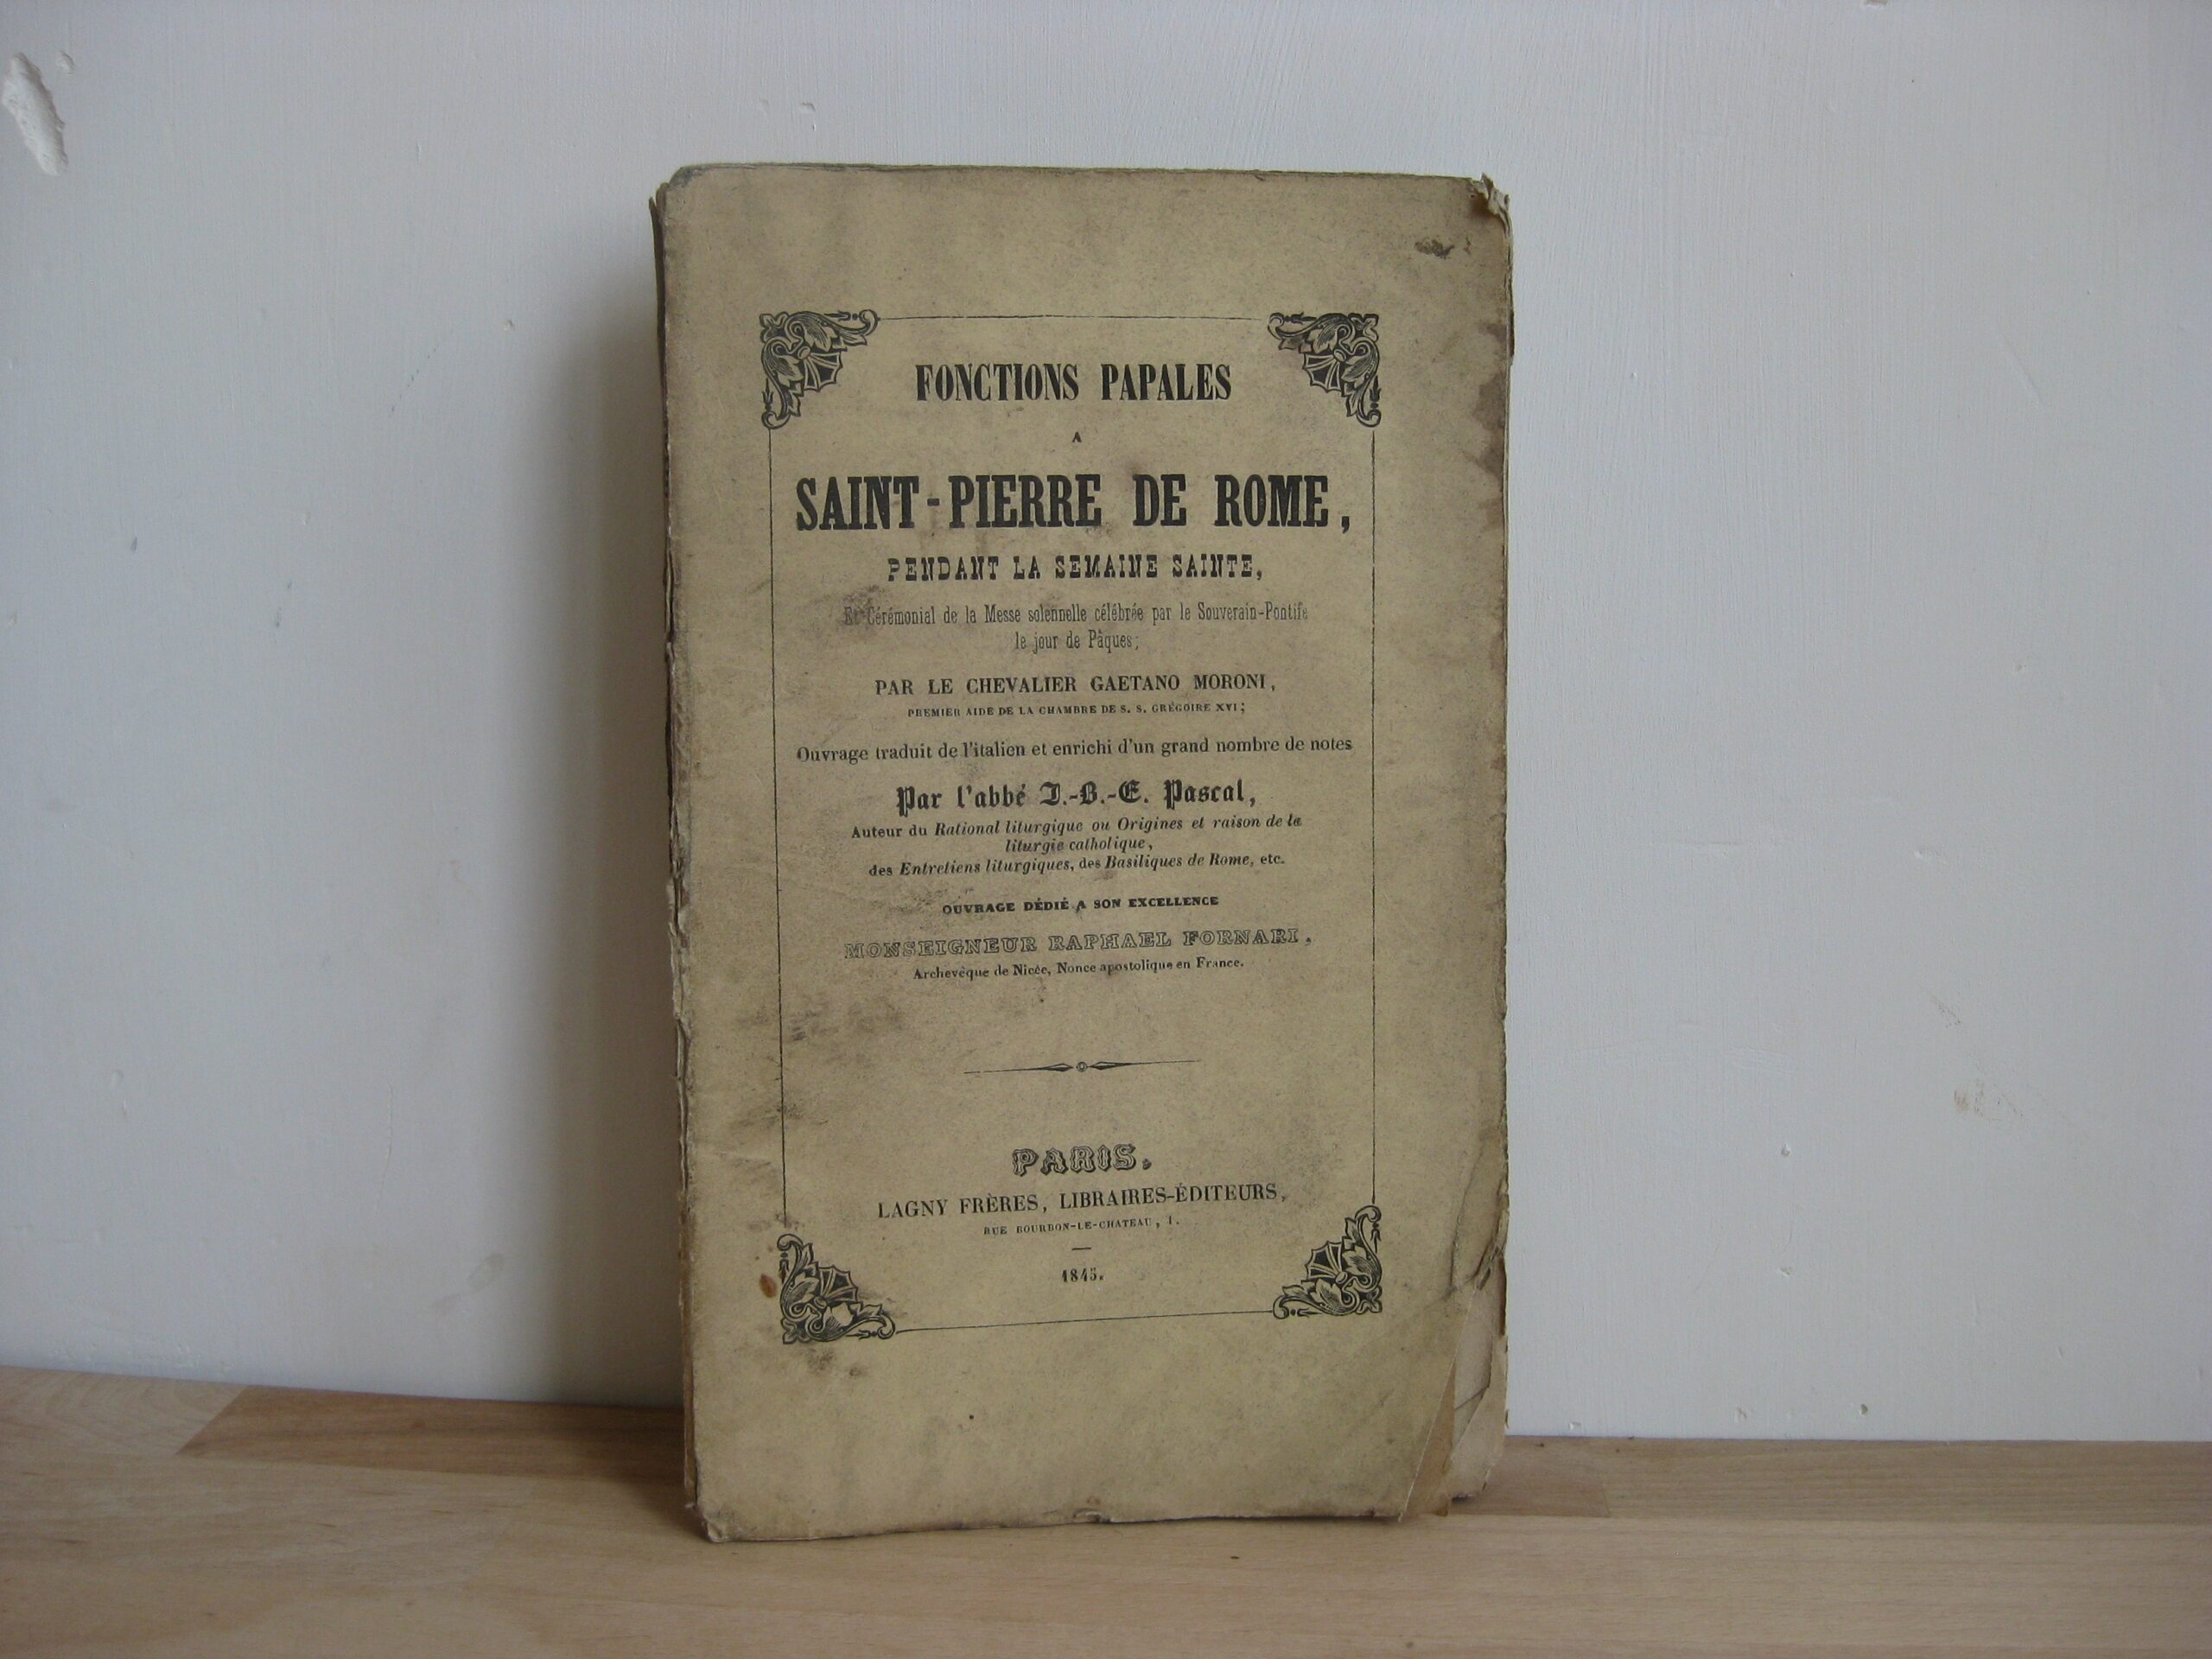 FONCTIONS PAPALES
A
SAINT-PIERRE DE ROME,
PENDANT LA SEMAINE SAINTE,
Et Cérémonial de la Messe solennelle célébrée par le Souverain-Pontife
le jour de Pâques;
PAR LE CHEVALIER GAETANO MORONI,
PREMIER AIDE DE LA CHAMBRE DE S. S. GRÉGOIRE XVI;
Ouvrage traduit de l'italien et enrichi d'un grand nombre de notes
Par l'abbé J.-B.-E. Pascal,
Auteur du Rational liturgique ou Origines et raison de la
liturgie catholique,
des Entretiens liturgiques, des Basiliques de Rome, etc.
OUVRAGE DÉDIÉ A SON EXCELLENCE
MONSEIGNEUR RAPHAEL FORNARI,
Archevêque de Nicée, Nonce apostolique en France.
PARIS.
LAGNY FRÈRES, LIBRAIRES-ÉDITEURS,
RUE BOURBON-LE-CHATEAU, 1.
1845.